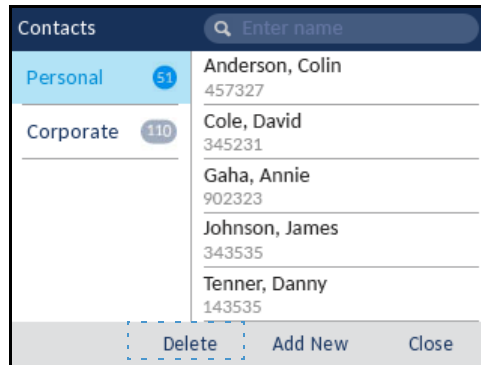 Contacts
Enter name
Personal 51
Corporate 110
Anderson, Colin
457327
Cole, David
345231
Gaha, Annie
902323
Johnson, James
343535
Tenner, Danny
143535
Delete Add New Close